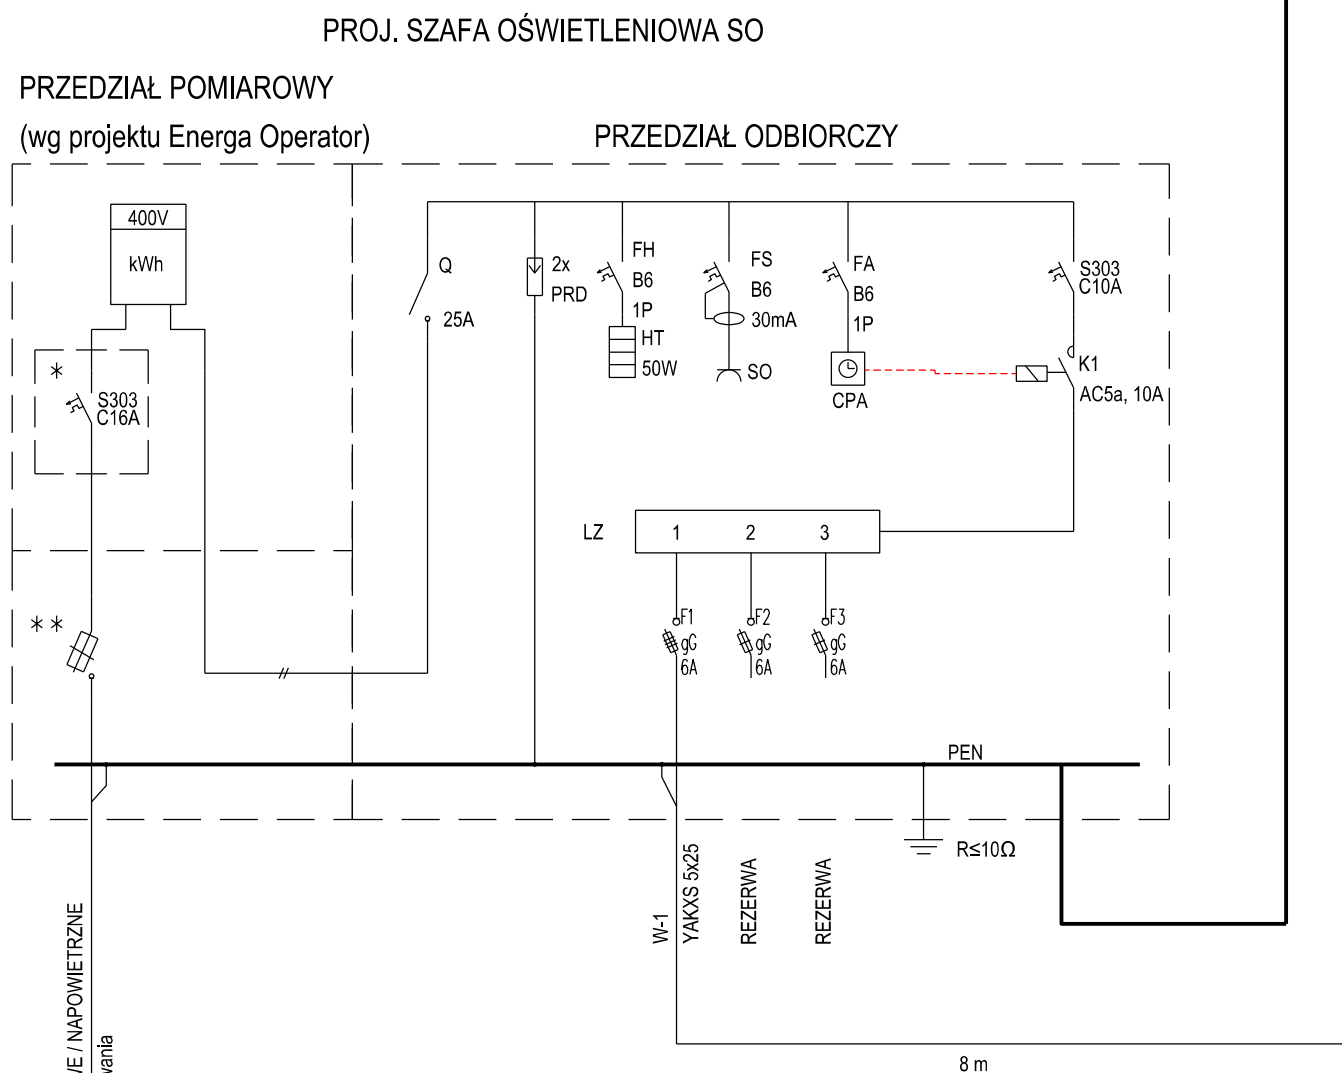 PROJ. SZAFA OŚWIETLENIOWA SO
PRZEDZIAŁ POMIAROWY
(wg projektu Energa Operator)
PRZEDZIAŁ ODBIORCZY
400V
kWh
*
S303
C16A
* *
Q
25A
2x
PRD
FH
B6
1P
HT
50W
FS
B6
30mA
SO
FA
B6
1P
CPA
S303
C10A
K1
AC5a, 10A
LZ
1
2
3
F1
gG
6A
F2
gG
6A
F3
gG
6A
PEN
R≤10Ω
W-1
YAKXS 5x25
REZERWA
REZERWA
/ NAPOWIETRZNE
8 m